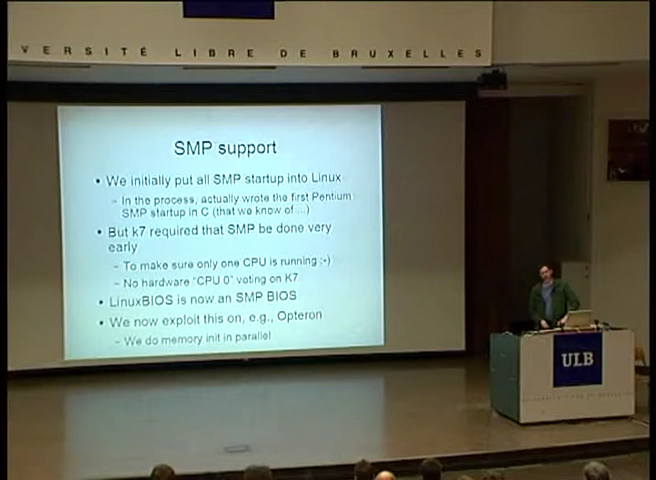 VERSITÉ LIBRE DE BRUXELLES
SMP support
• We initially put all SMP startup into Linux
– In the process, actually wrote the first Pentium
SMP startup in C (that we know of ...)
• But k7 required that SMP be done very
early
– To make sure only one CPU is running :-)
– No hardware "CPU 0" voting on K7
• LinuxBIOS is now an SMP BIOS
• We now exploit this on, e.g., Opteron
– We do memory init in parallel
ULB